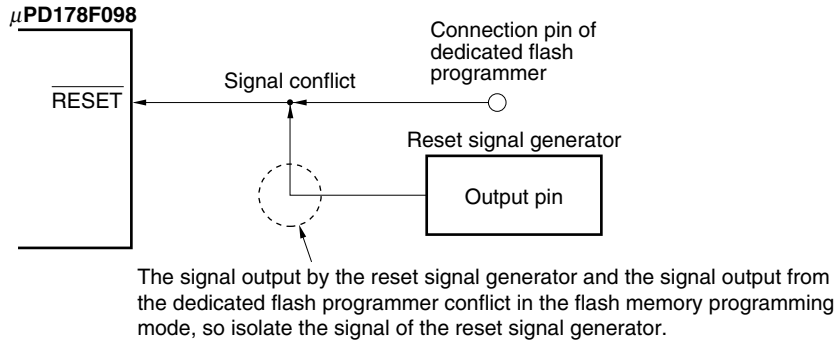 μPD178F098
Connection pin of
dedicated flash
programmer
Signal conflict
RESET
Reset signal generator
Output pin
The signal output by the reset signal generator and the signal output from
the dedicated flash programmer conflict in the flash memory programming
mode, so isolate the signal of the reset signal generator.